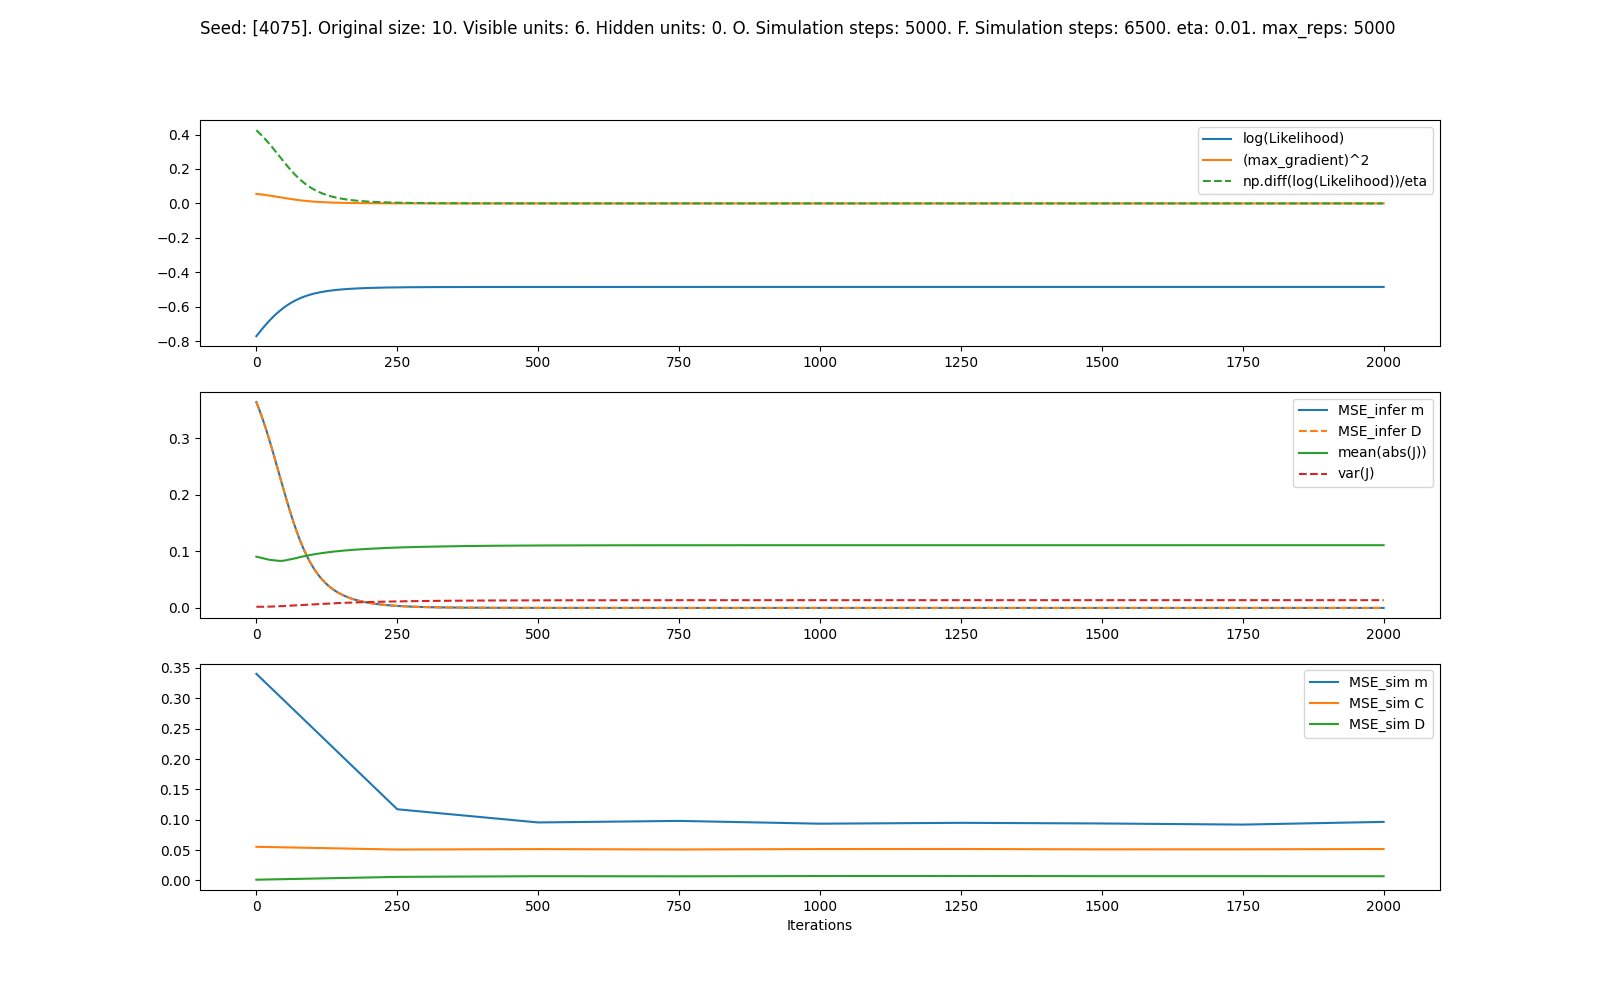 Seed: [4075]. Original size: 10. Visible units: 6. Hidden units: 0. O. Simulation steps: 5000. F. Simulation steps: 6500. eta: 0.01. max_reps: 5000
0.4
0.2
0.0
−0.2
−0.4
−0.6
−0.8
log(Likelihood)
(max_gradient)^2
np.diff(log(Likelihood))/eta
0 250 500 750 1000 1250 1500 1750 2000
0.3
0.2
0.1
0.0
MSE_infer m
MSE_infer D
mean(abs(J))
var(J)
0 250 500 750 1000 1250 1500 1750 2000
0.35
0.30
0.25
0.20
0.15
0.10
0.05
0.00
MSE_sim m
MSE_sim C
MSE_sim D
0 250 500 750 1000 1250 1500 1750 2000
Iterations